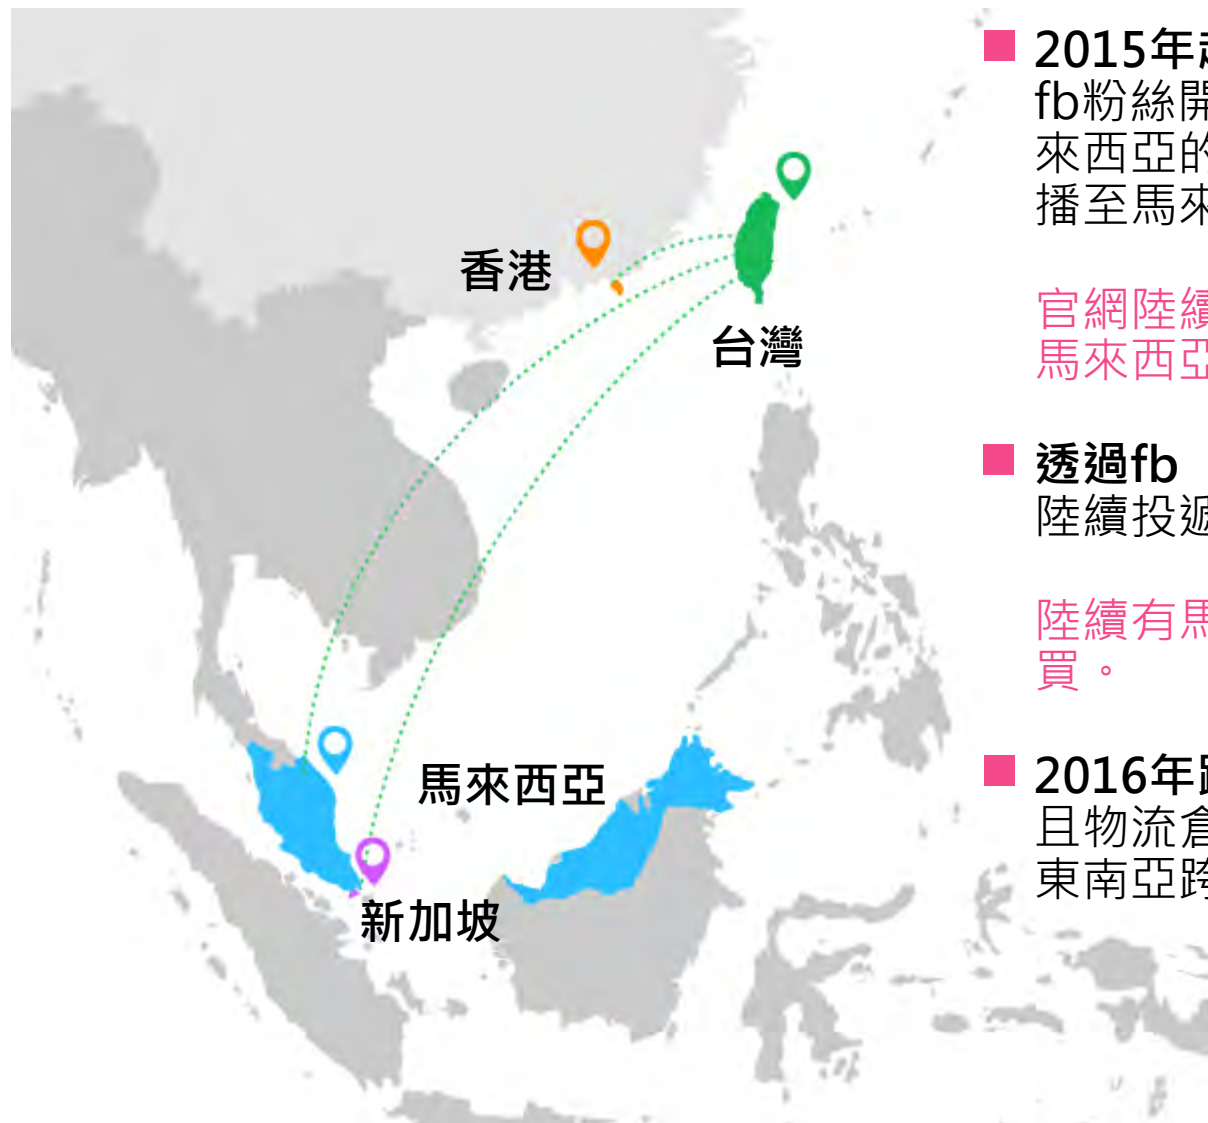 香港
台灣
馬來西亞
新加坡
2015年
fb粉絲開
來西亞的
播至馬來
官網陸續
馬來西亞
透過fb
陸續投遞
陸續有馬
買。
2016年
且物流倉
東南亞跨